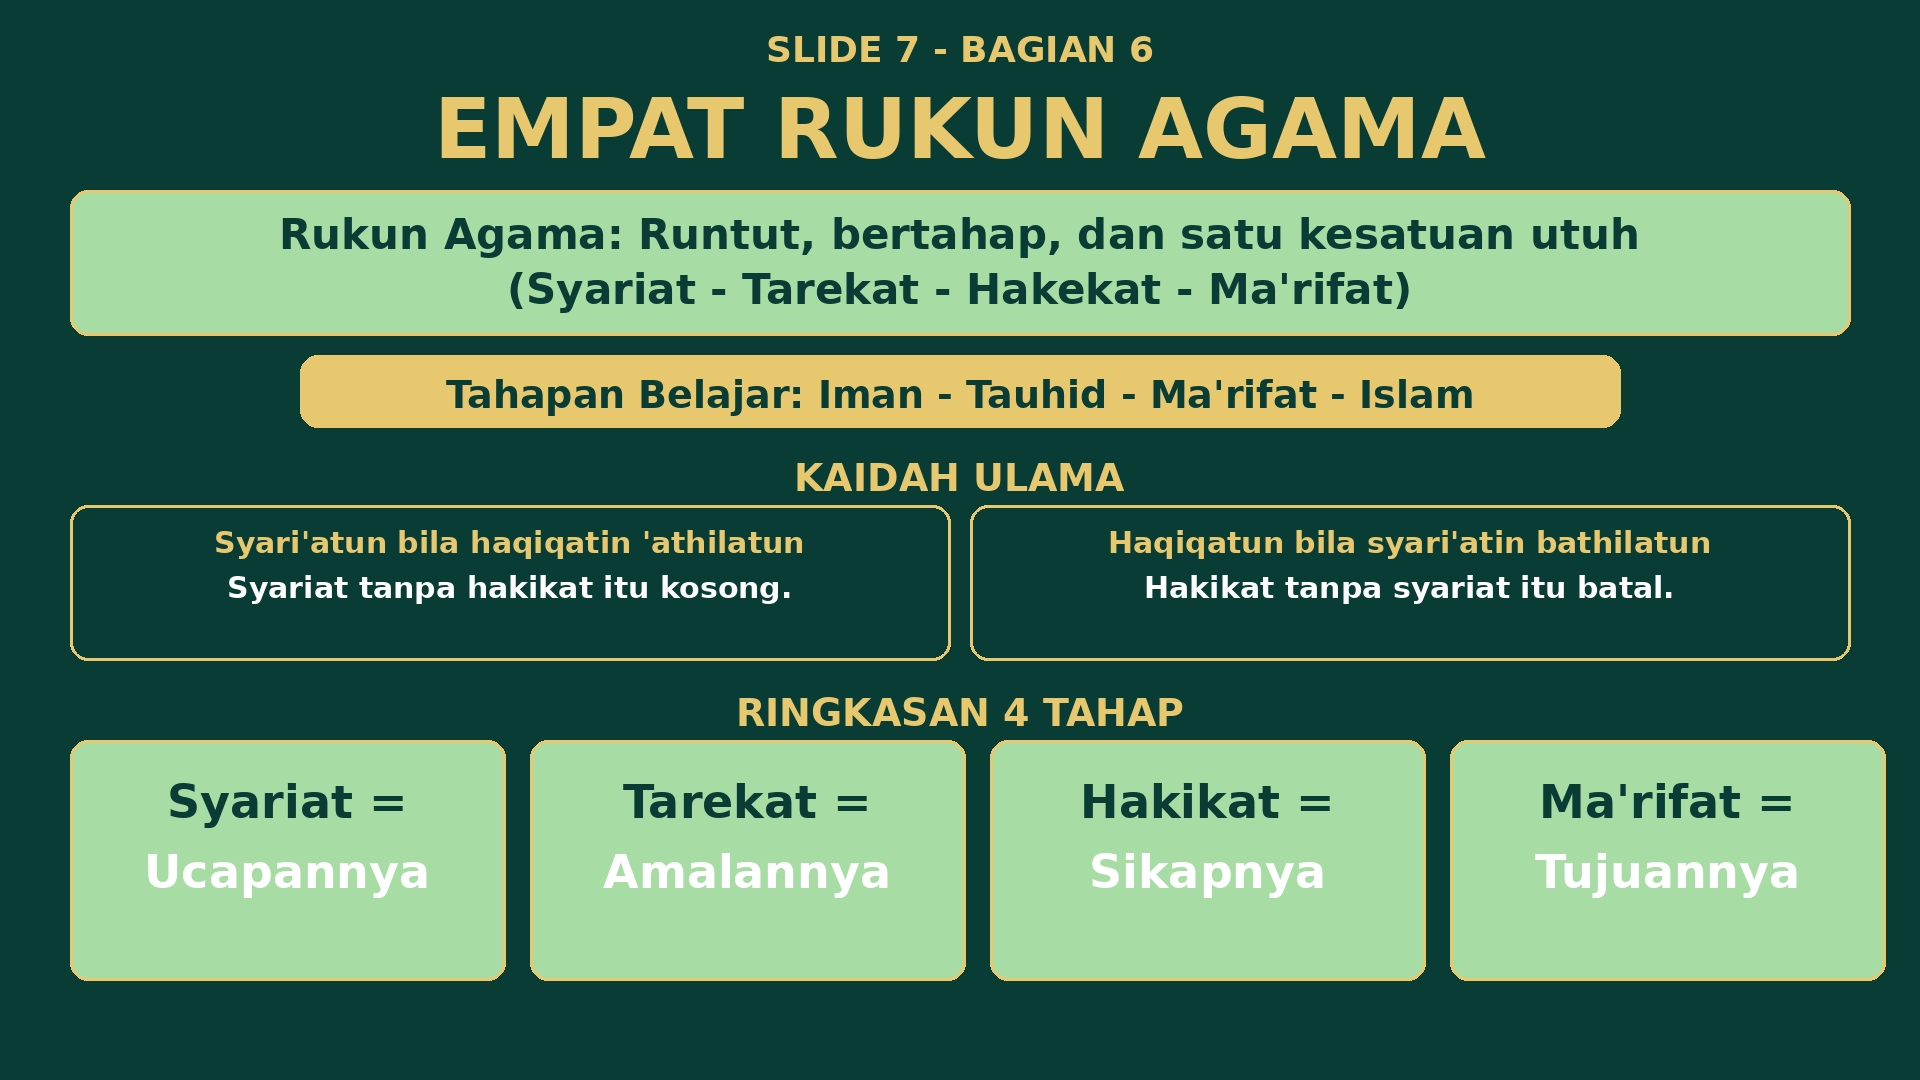 SLIDE 7 - BAGIAN 6
EMPAT RUKUN AGAMA
Rukun Agama: Runtut, bertahap, dan satu kesatuan utuh
(Syariat - Tarekat - Hakekat - Ma'rifat)
Tahapan Belajar: Iman - Tauhid - Ma'rifat - Islam
KAIDAH ULAMA
Syari'atun bila haqiqatin 'athilatun
Syariat tanpa hakikat itu kosong.
Haqiqatun bila syari'atin bathilatun
Hakikat tanpa syariat itu batal.
RINGKASAN 4 TAHAP
Syariat =
Ucapannya
Tarekat =
Amalannya
Hakikat =
Sikapnya
Ma'rifat =
Tujuannya